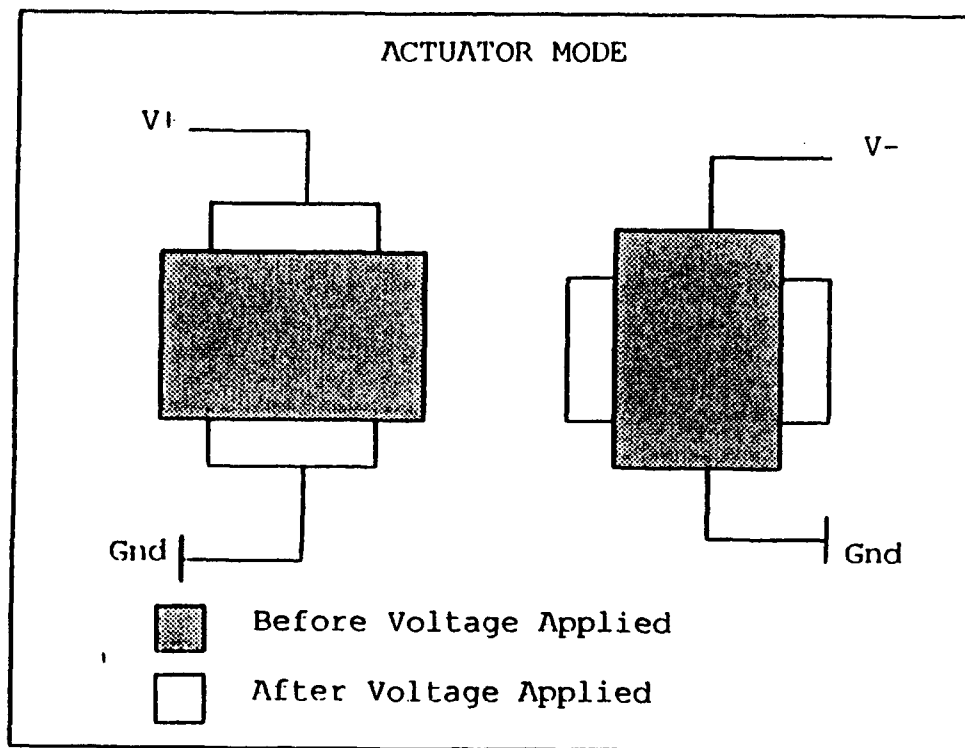 ACTUATOR MODE
V+
V-
Gnd
Gnd
Before Voltage Applied
After Voltage Applied